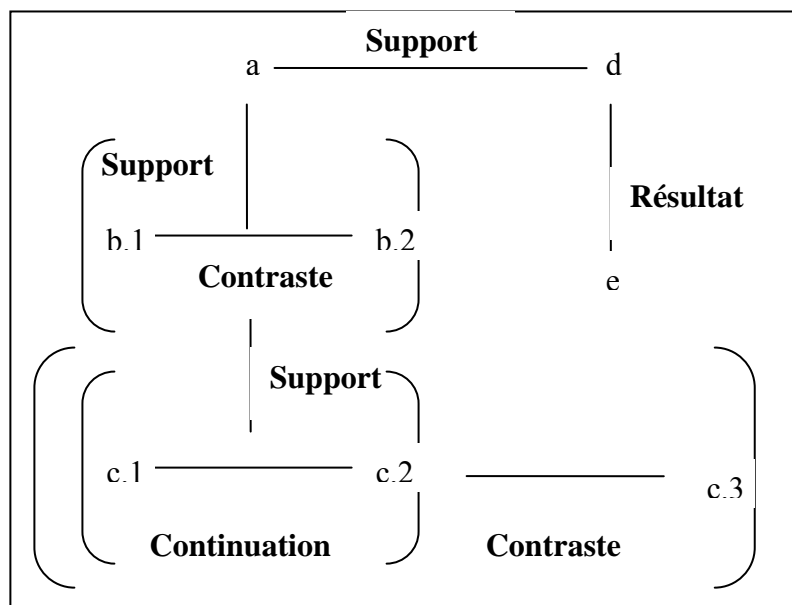 Support
a d
Support
Résultat
b.1 b.2
Contraste
e
Support
c.1 c.2 c.3
Continuation Contraste